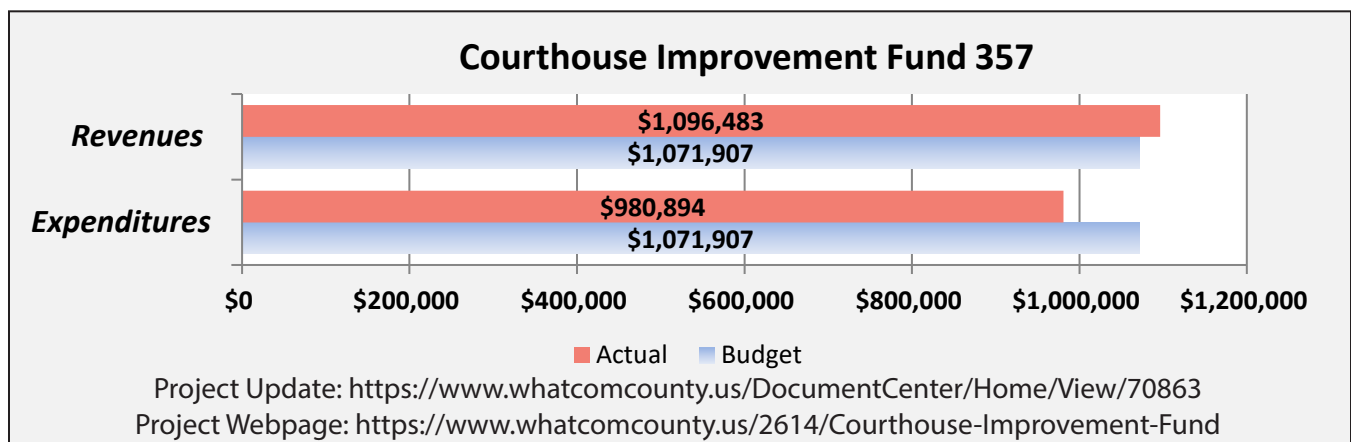 Courthouse Improvement Fund 357
Revenues
$1,096,483
$1,071,907
Expenditures
$980,894
$1,071,907
$0 $200,000 $400,000 $600,000 $800,000 $1,000,000 $1,200,000
Actual Budget
Project Update: https://www.whatcomcounty.us/DocumentCenter/Home/View/70863
Project Webpage: https://www.whatcomcounty.us/2614/Courthouse-Improvement-Fund